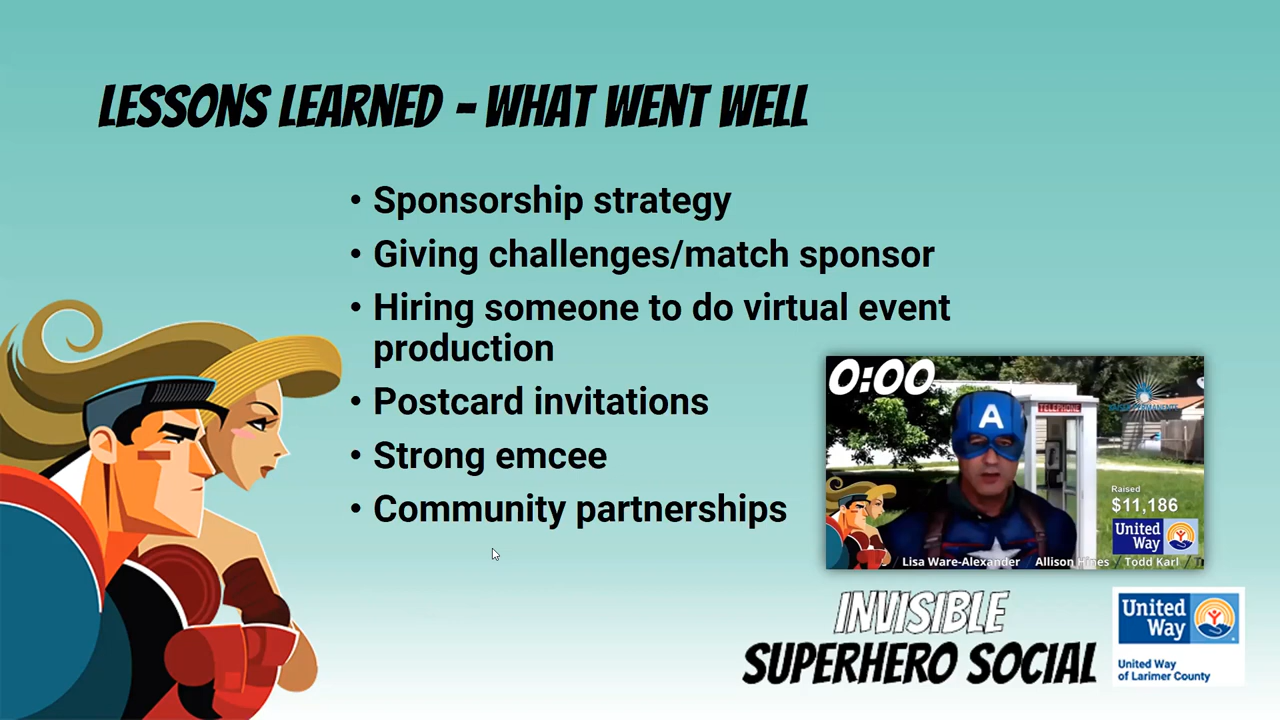 LESSONS LEARNED - WHAT WENT WELL
• Sponsorship strategy
• Giving challenges/match sponsor
• Hiring someone to do virtual event
production
• Postcard invitations
• Strong emcee
• Community partnerships
0:00
A
TELEPHONE
Raised
$11,186
United
Way
/ Lisa Ware-Alexander / Allison Hines / Todd Karl /
INVISIBLE
SUPERHERO SOCIAL
United
Way
United Way
of Larimer County